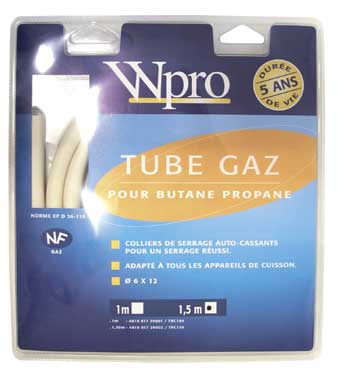 Wpro
DURÉE
5 ANS
DE VIE
TUBE GAZ
POUR BUTANE PROPANE
NORME XP D 36-110
NF
GAZ
COLLIERS DE SERRAGE AUTO-CASSANTS
POUR UN SERRAGE RÉUSSI.
ADAPTÉ À TOUS LES APPAREILS DE CUISSON.
Ø 6 X 12
1m 1,5 m